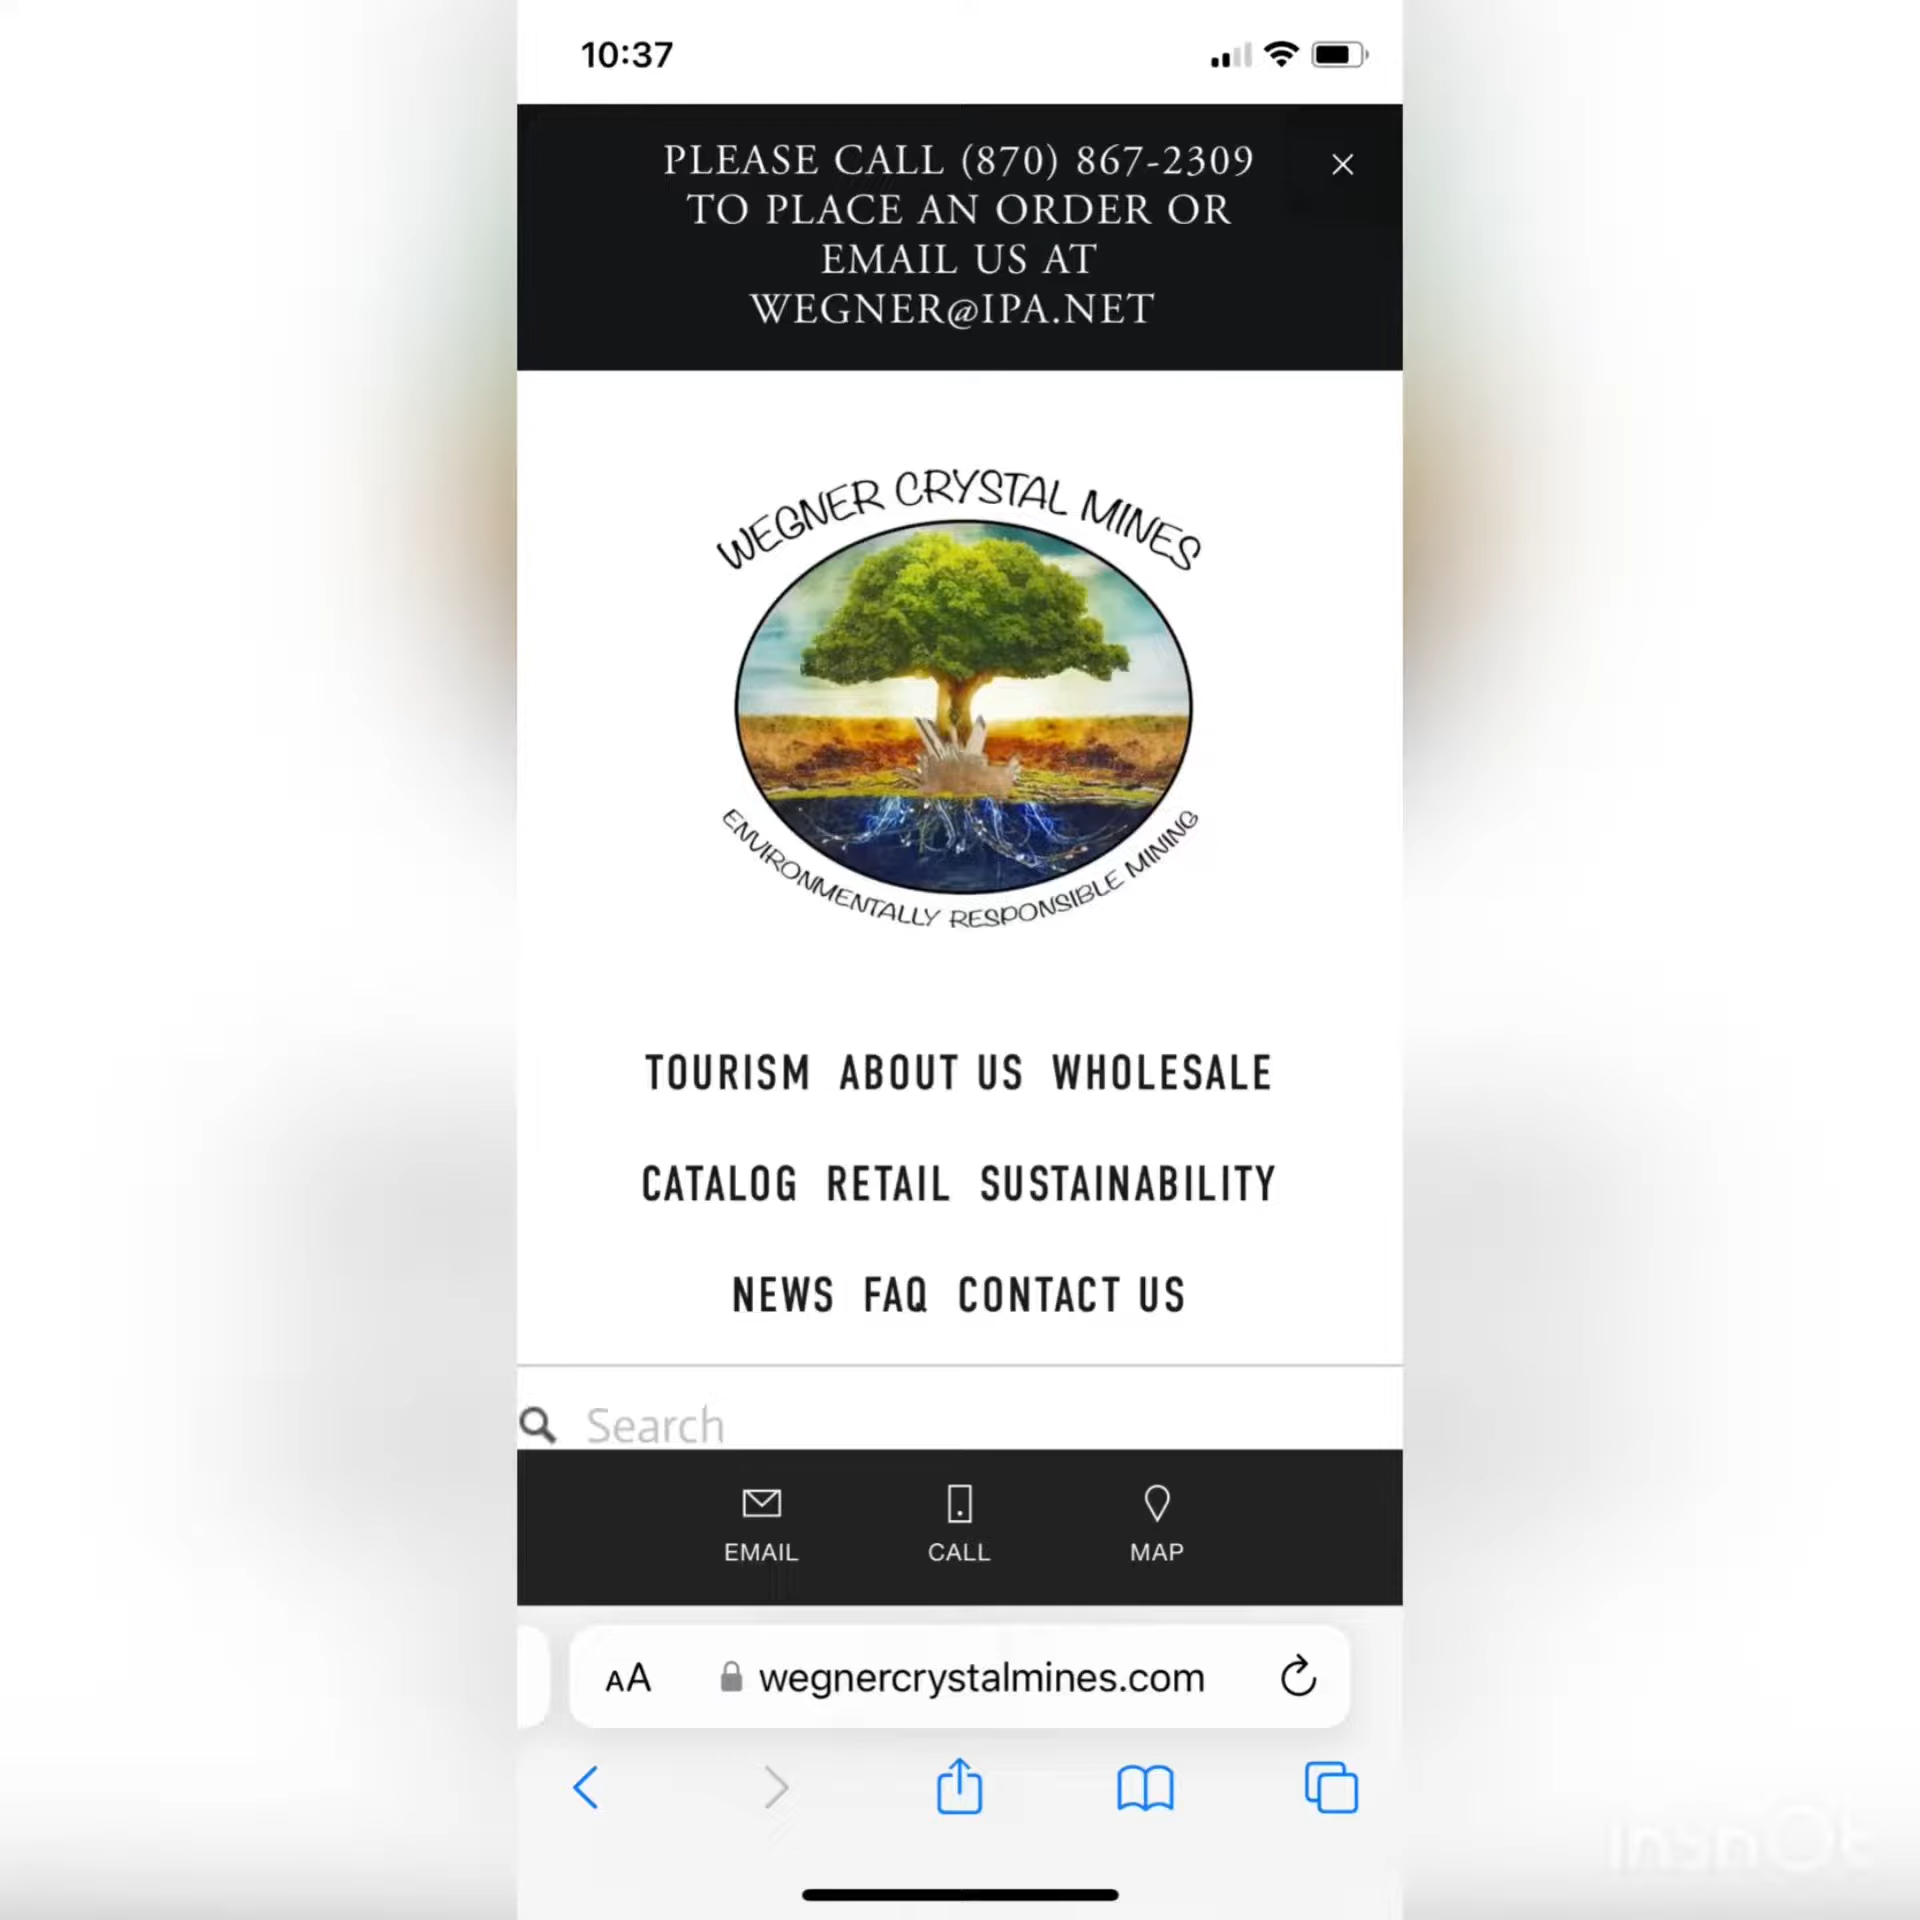 10:37
PLEASE CALL (870) 867-2309
TO PLACE AN ORDER OR
EMAIL US AT
WEGNER@IPA.NET
WEGNER CRYSTAL MINES
ENVIRONMENTALLY RESPONSIBLE MINING
TOURISM ABOUT US WHOLESALE
CATALOG RETAIL SUSTAINABILITY
NEWS FAQ CONTACT US
Search
EMAIL CALL MAP
AA wegnercrystalmines.com
InShOt